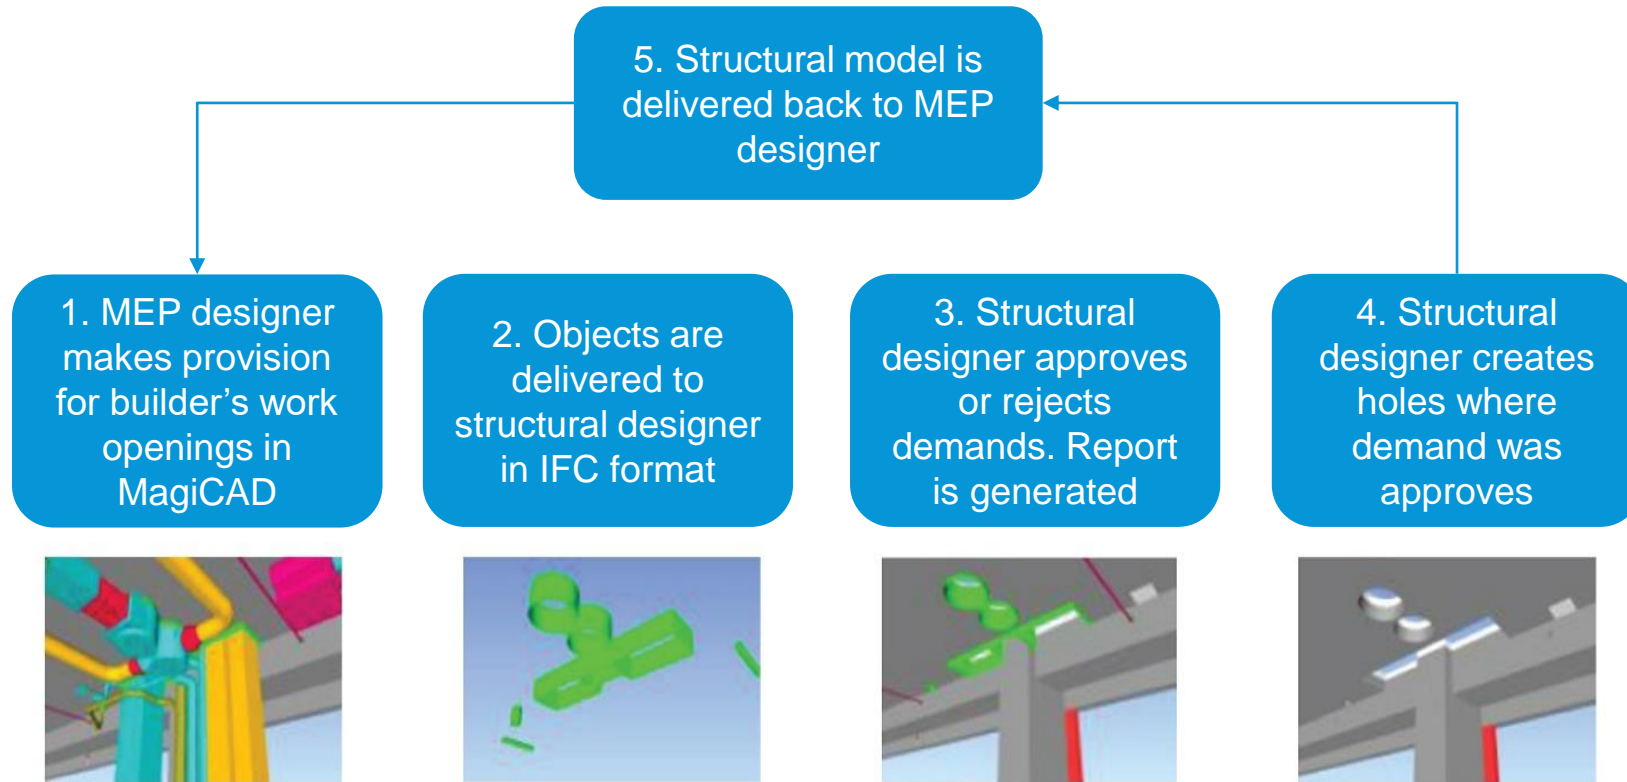 5. Structural model is
delivered back to MEP
designer
1. MEP designer
makes provision
for builder’s work
openings in
MagiCAD
2. Objects are
delivered to
structural designer
in IFC format
3. Structural
designer approves
or rejects
demands. Report
is generated
4. Structural
designer creates
holes where
demand was
approves